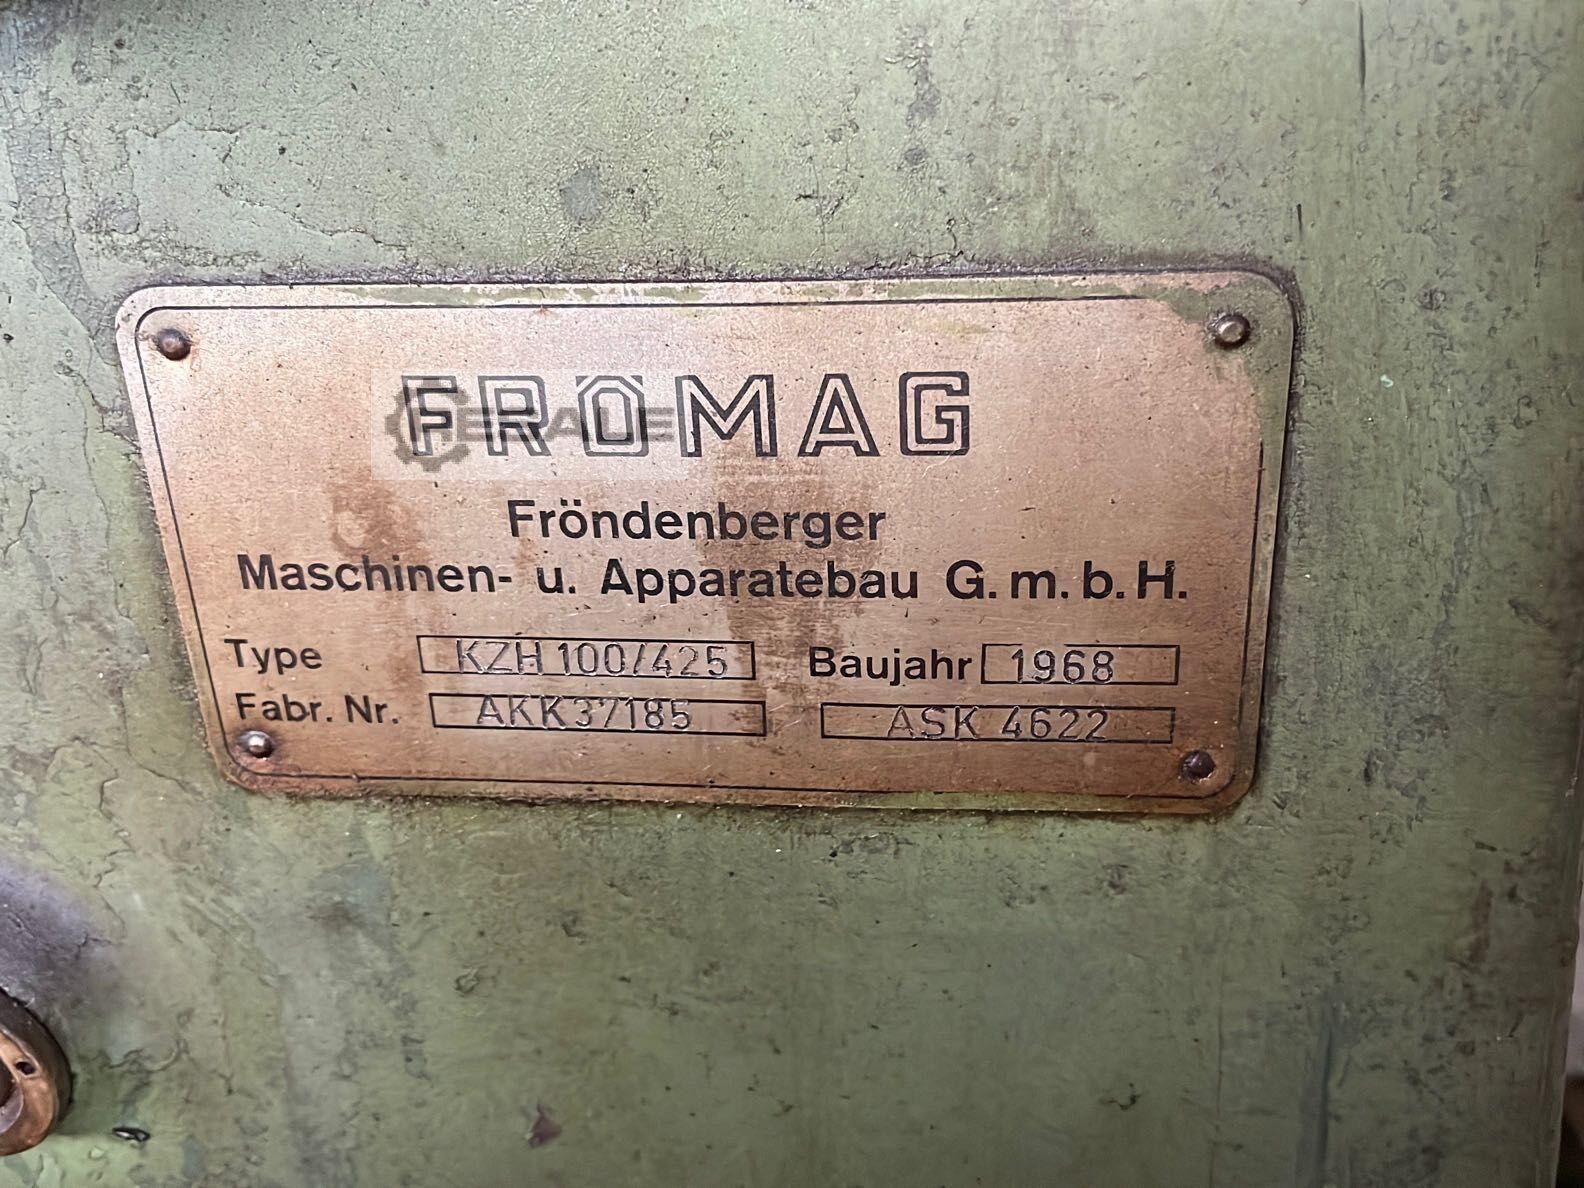 FRÖMAG
Fröndenberger
Maschinen- u. Apparatebau G.m.b.H.
Type KZH 100/425 Baujahr 1968
Fabr. Nr. AKK37185 ASK 4622